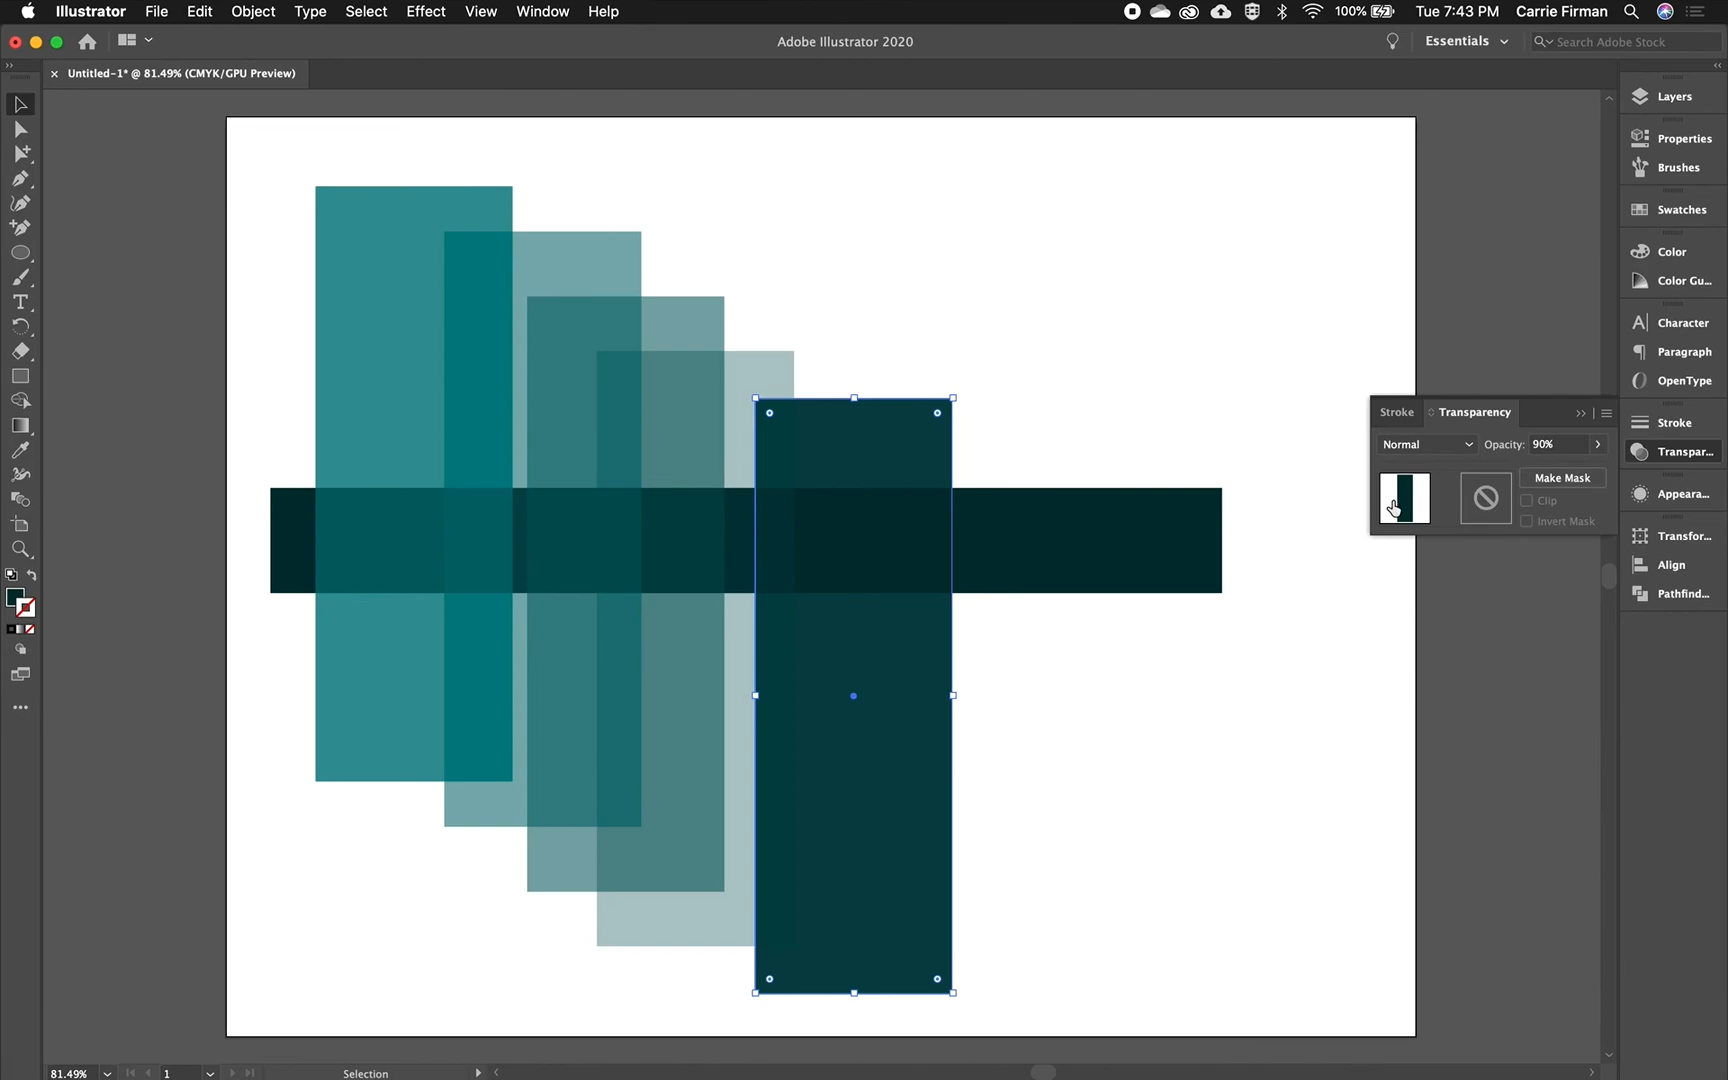 Illustrator File Edit Object Type Select Effect View Window Help 100% Tue 7:43 PM Carrie Firman
Adobe Illustrator 2020 Essentials Search Adobe Stock
× Untitled-1* @ 81.49% (CMYK/GPU Preview)
Layers
Properties
Brushes
Swatches
Color
Color Gu...
Character
Paragraph
OpenType
Stroke
Transpar...
Appeara...
Transfor...
Align
Pathfind...
Stroke Transparency
Normal Opacity: 90%
Make Mask
Clip
Invert Mask
81.49% 1 Selection